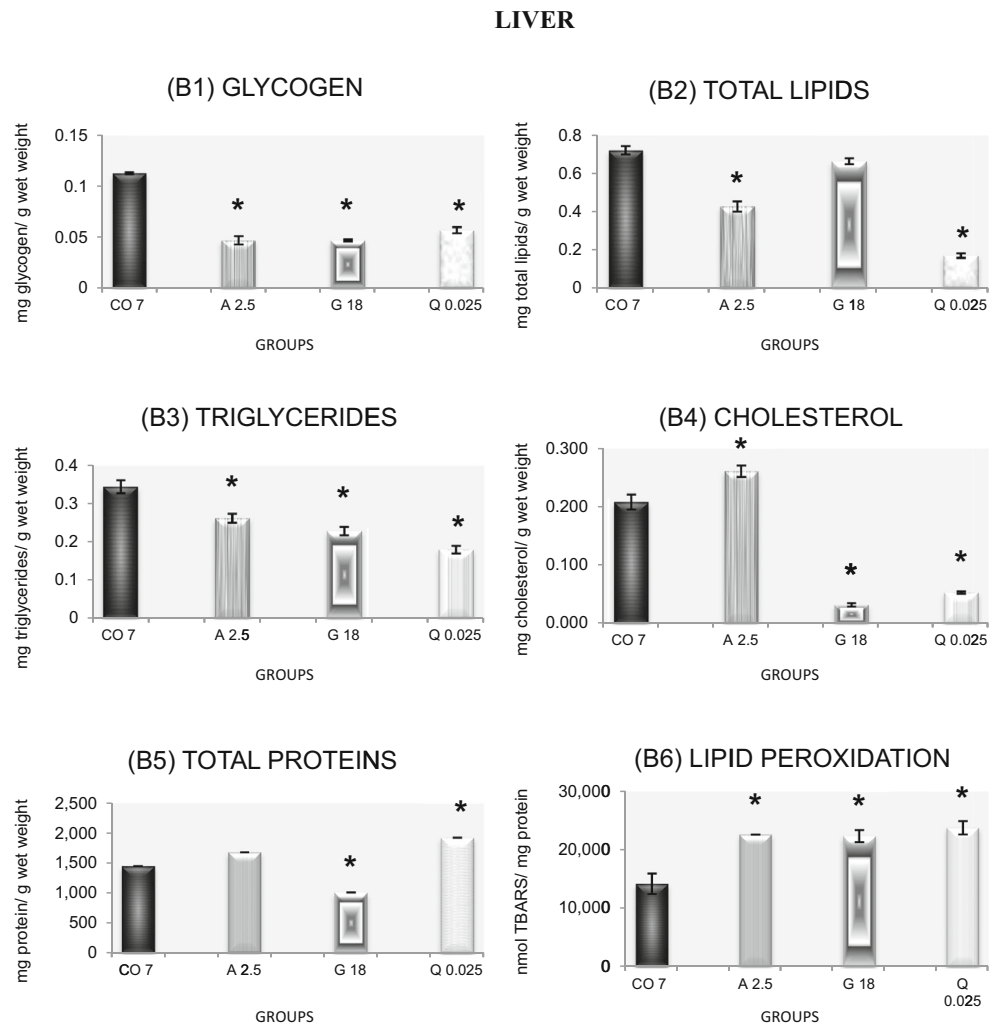 LIVER
(B1) GLYCOGEN
mg glycogen/ g wet weight
0.15
0.1
0.05
0
*
*
*
CO 7 A 2.5 G 18 Q 0.025
GROUPS
(B2) TOTAL LIPIDS
mg total lipids/ g wet weight
0.8
0.6
0.4
0.2
0
*
*
CO 7 A 2.5 G 18 Q 0.025
GROUPS
(B3) TRIGLYCERIDES
mg triglycerides/ g wet weight
0.4
0.3
0.2
0.1
0
*
*
*
CO 7 A 2.5 G 18 Q 0.025
GROUPS
(B4) CHOLESTEROL
mg cholesterol/ g wet weight
0.300
0.200
0.100
0.000
*
*
*
CO 7 A 2.5 G 18 Q 0.025
GROUPS
(B5) TOTAL PROTEINS
mg protein/ g wet weight
2,500
2,000
1,500
1,000
500
0
*
*
CO 7 A 2.5 G 18 Q 0.025
GROUPS
(B6) LIPID PEROXIDATION
nmol TBARS/ mg protein
30,000
20,000
10,000
0
*
*
*
CO 7 A 2.5 G 18 Q
0.025
GROUPS